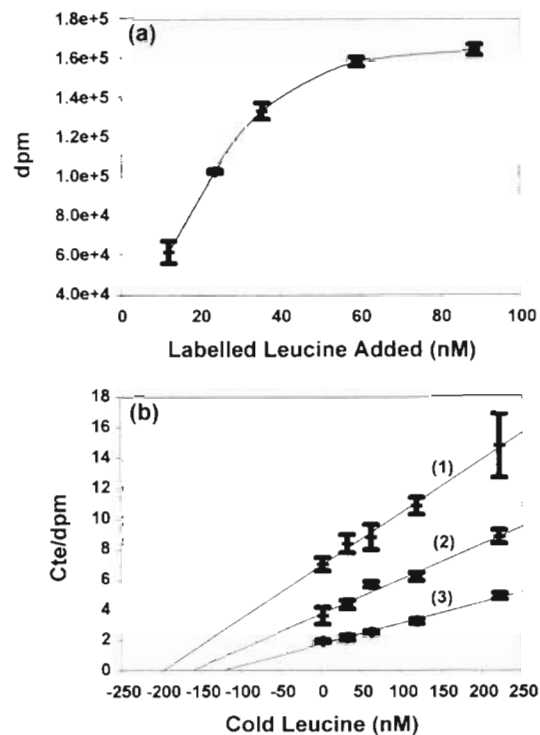 (a)
1.8e+5
1.6e+5
1.4e+5
1.2e+5
1.0e+5
8.0e+4
6.0e+4
4.0e+4
dpm
0 20 40 60 80 100
Labelled Leucine Added (nM)
(b)
18
16
14
12
10
8
6
4
2
0
Cte/dpm
(1)
(2)
(3)
-250 -200 -150 -100 -50 0 50 100 150 200 250
Cold Leucine (nM)